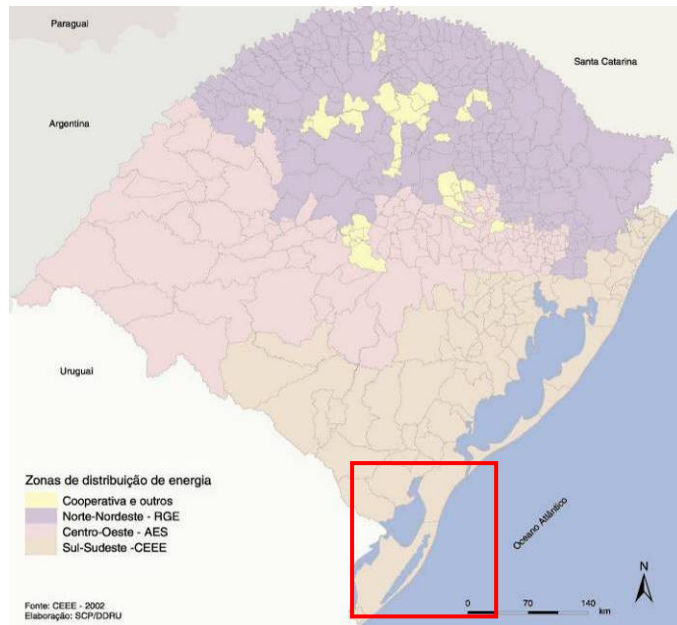 Paraguai
Santa Catarina
Argentina
Uruguai
Zonas de distribuição de energia
Cooperativa e outros
Norte-Nordeste - RGE
Centro-Oeste - AES
Sul-Sudeste -CEEE
Oceano Atlântico
N
0 70 140
km
Fonte: CEEE - 2002
Elaboração: SCP/DDRU